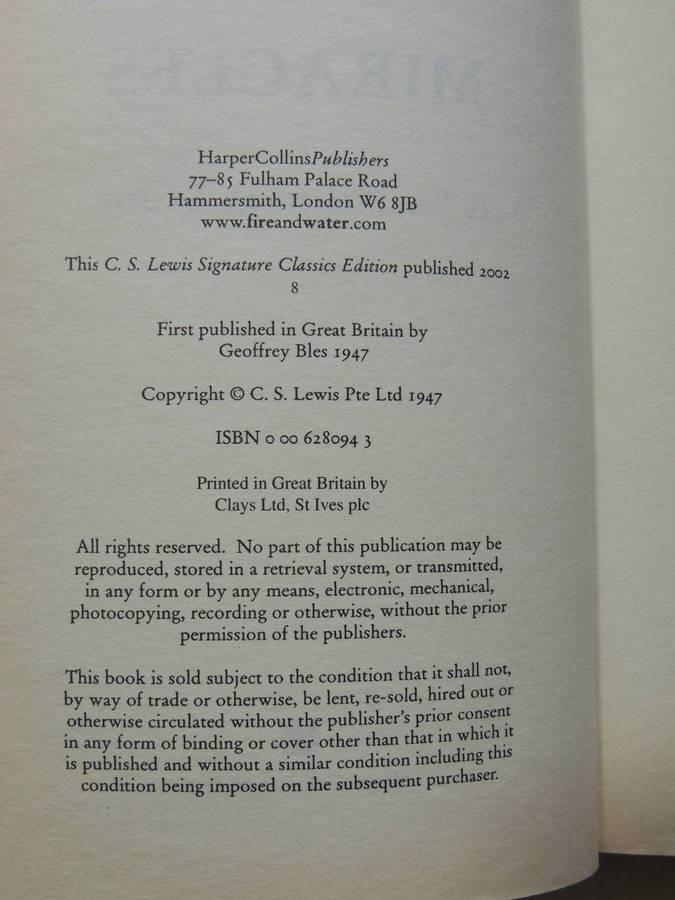 MIRACLES
HarperCollinsPublishers
77–85 Fulham Palace Road
Hammersmith, London W6 8JB
www.fireandwater.com
This C. S. Lewis Signature Classics Edition published 2002
8
First published in Great Britain by
Geoffrey Bles 1947
Copyright © C. S. Lewis Pte Ltd 1947
ISBN 0 00 628094 3
Printed in Great Britain by
Clays Ltd, St Ives plc
All rights reserved. No part of this publication may be
reproduced, stored in a retrieval system, or transmitted,
in any form or by any means, electronic, mechanical,
photocopying, recording or otherwise, without the prior
permission of the publishers.
This book is sold subject to the condition that it shall not,
by way of trade or otherwise, be lent, re-sold, hired out or
otherwise circulated without the publisher's prior consent
in any form of binding or cover other than that in which it
is published and without a similar condition including this
condition being imposed on the subsequent purchaser.